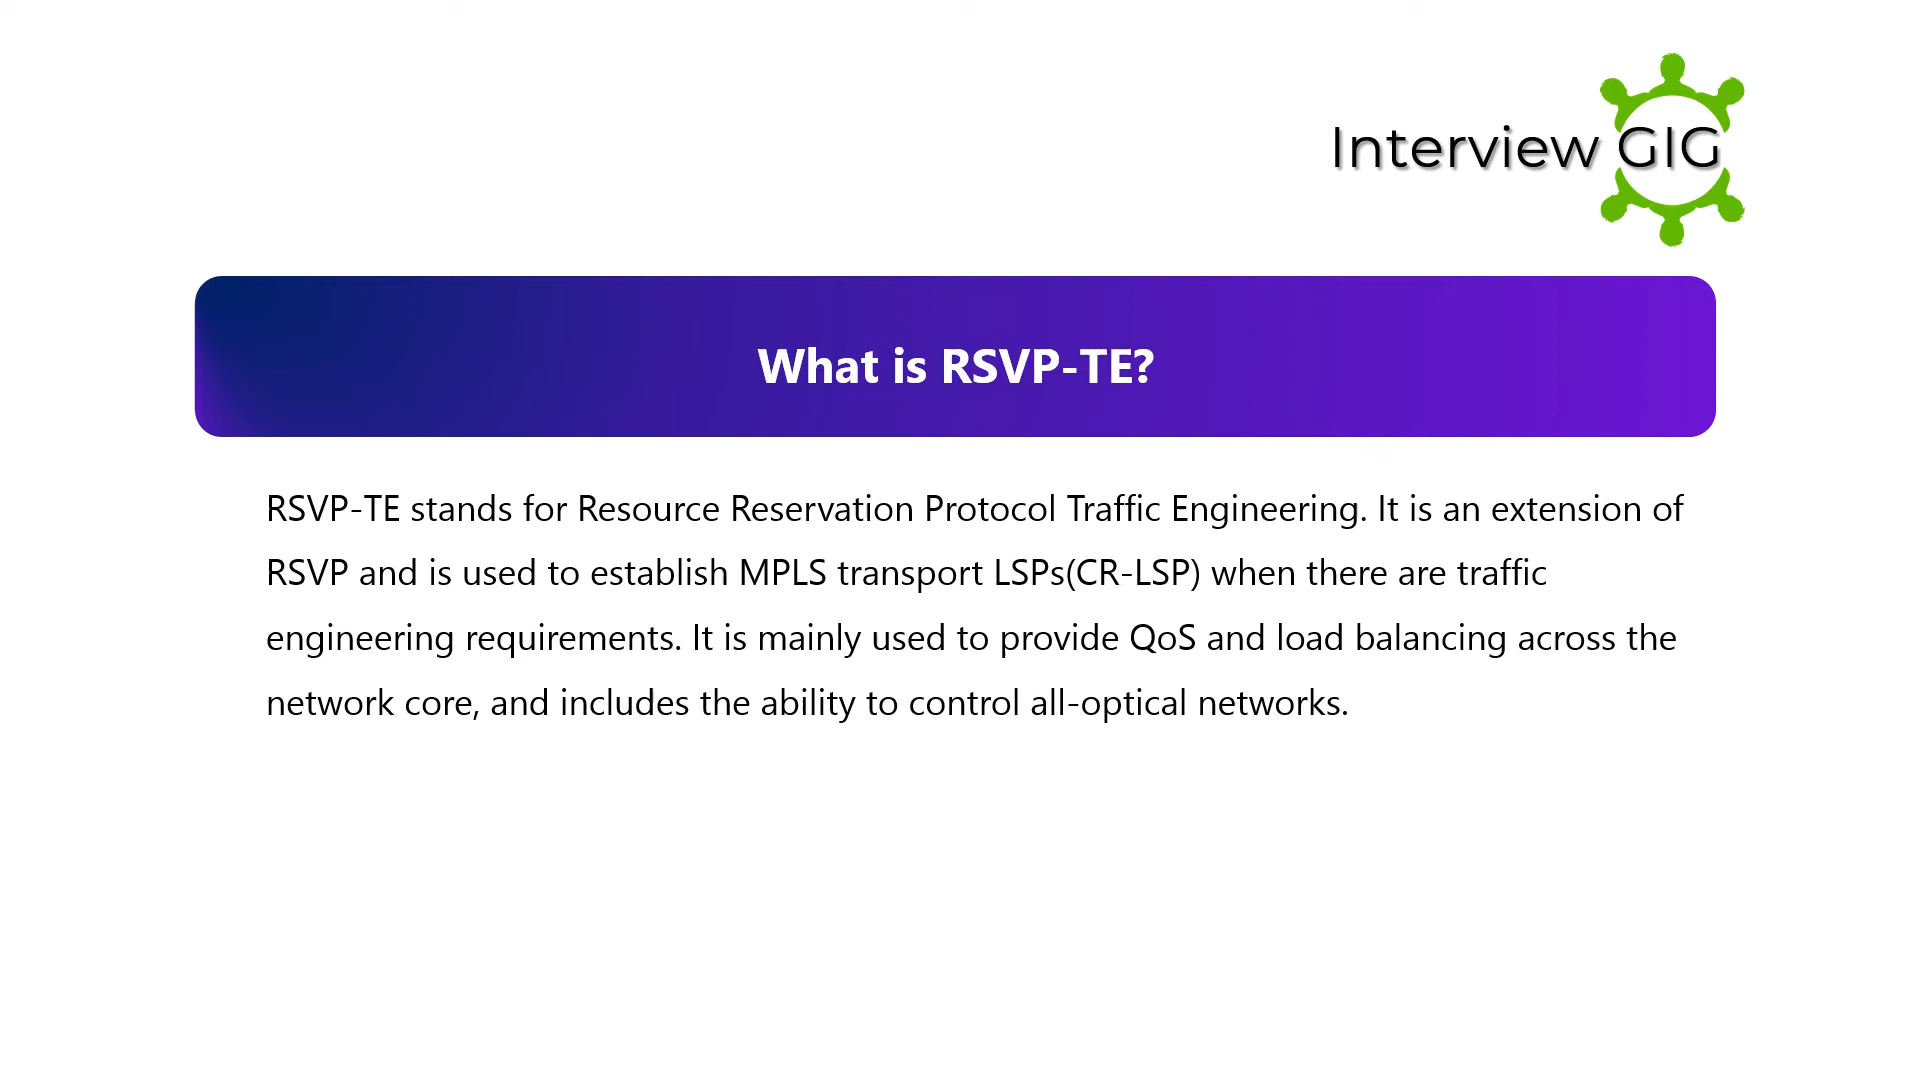 Interview GIG
What is RSVP-TE?
RSVP-TE stands for Resource Reservation Protocol Traffic Engineering. It is an extension of
RSVP and is used to establish MPLS transport LSPs(CR-LSP) when there are traffic
engineering requirements. It is mainly used to provide QoS and load balancing across the
network core, and includes the ability to control all-optical networks.